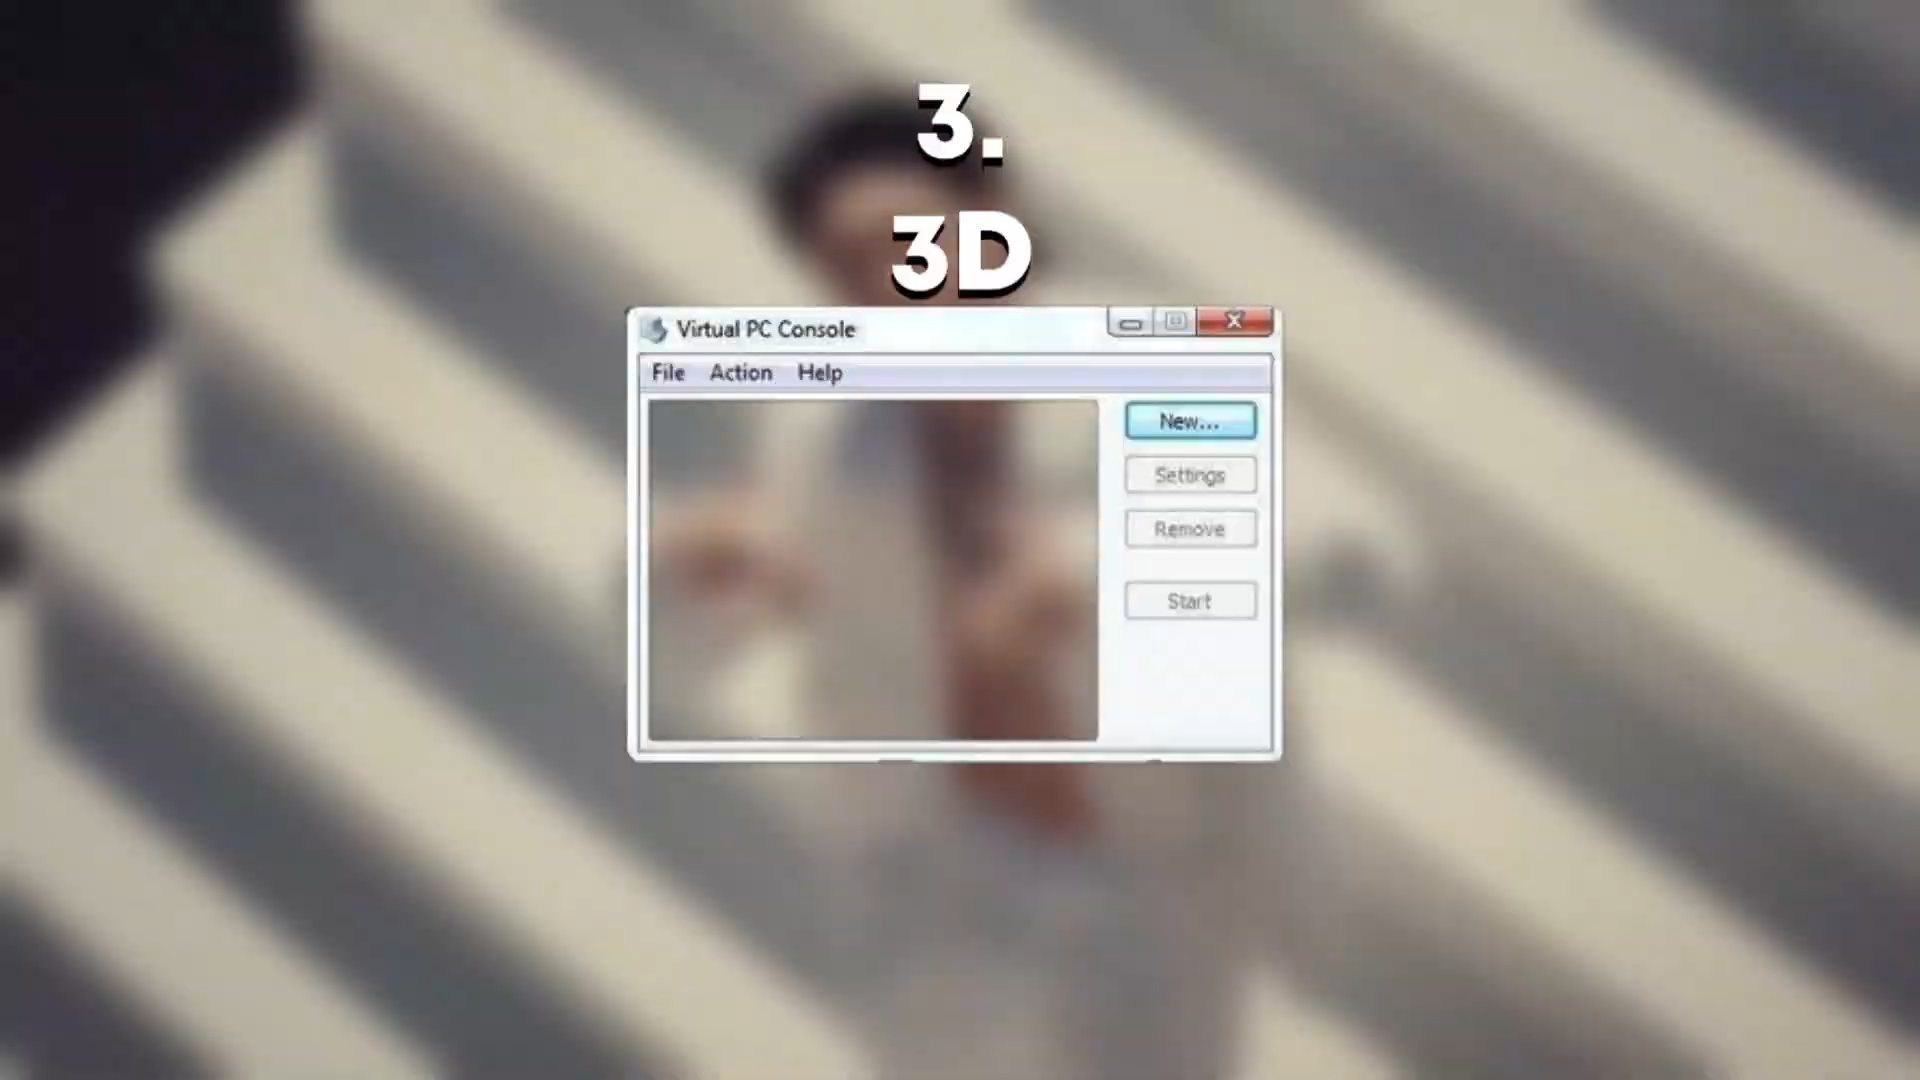 3.
3D
Virtual PC Console
File Action Help
New...
Settings
Remove
Start